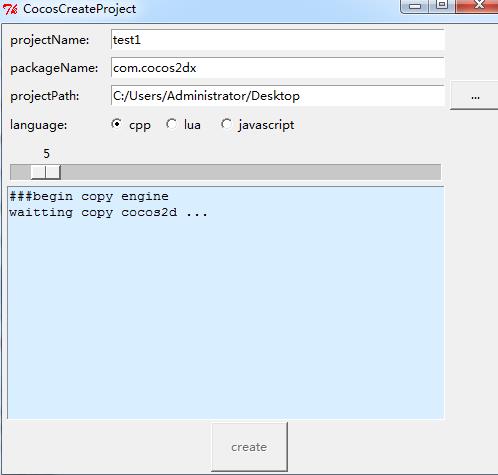 CocosCreateProject
projectName: test1
packageName: com.cocos2dx
projectPath: C:/Users/Administrator/Desktop ...
language: cpp lua javascript
5
###begin copy engine
waitting copy cocos2d ...
create